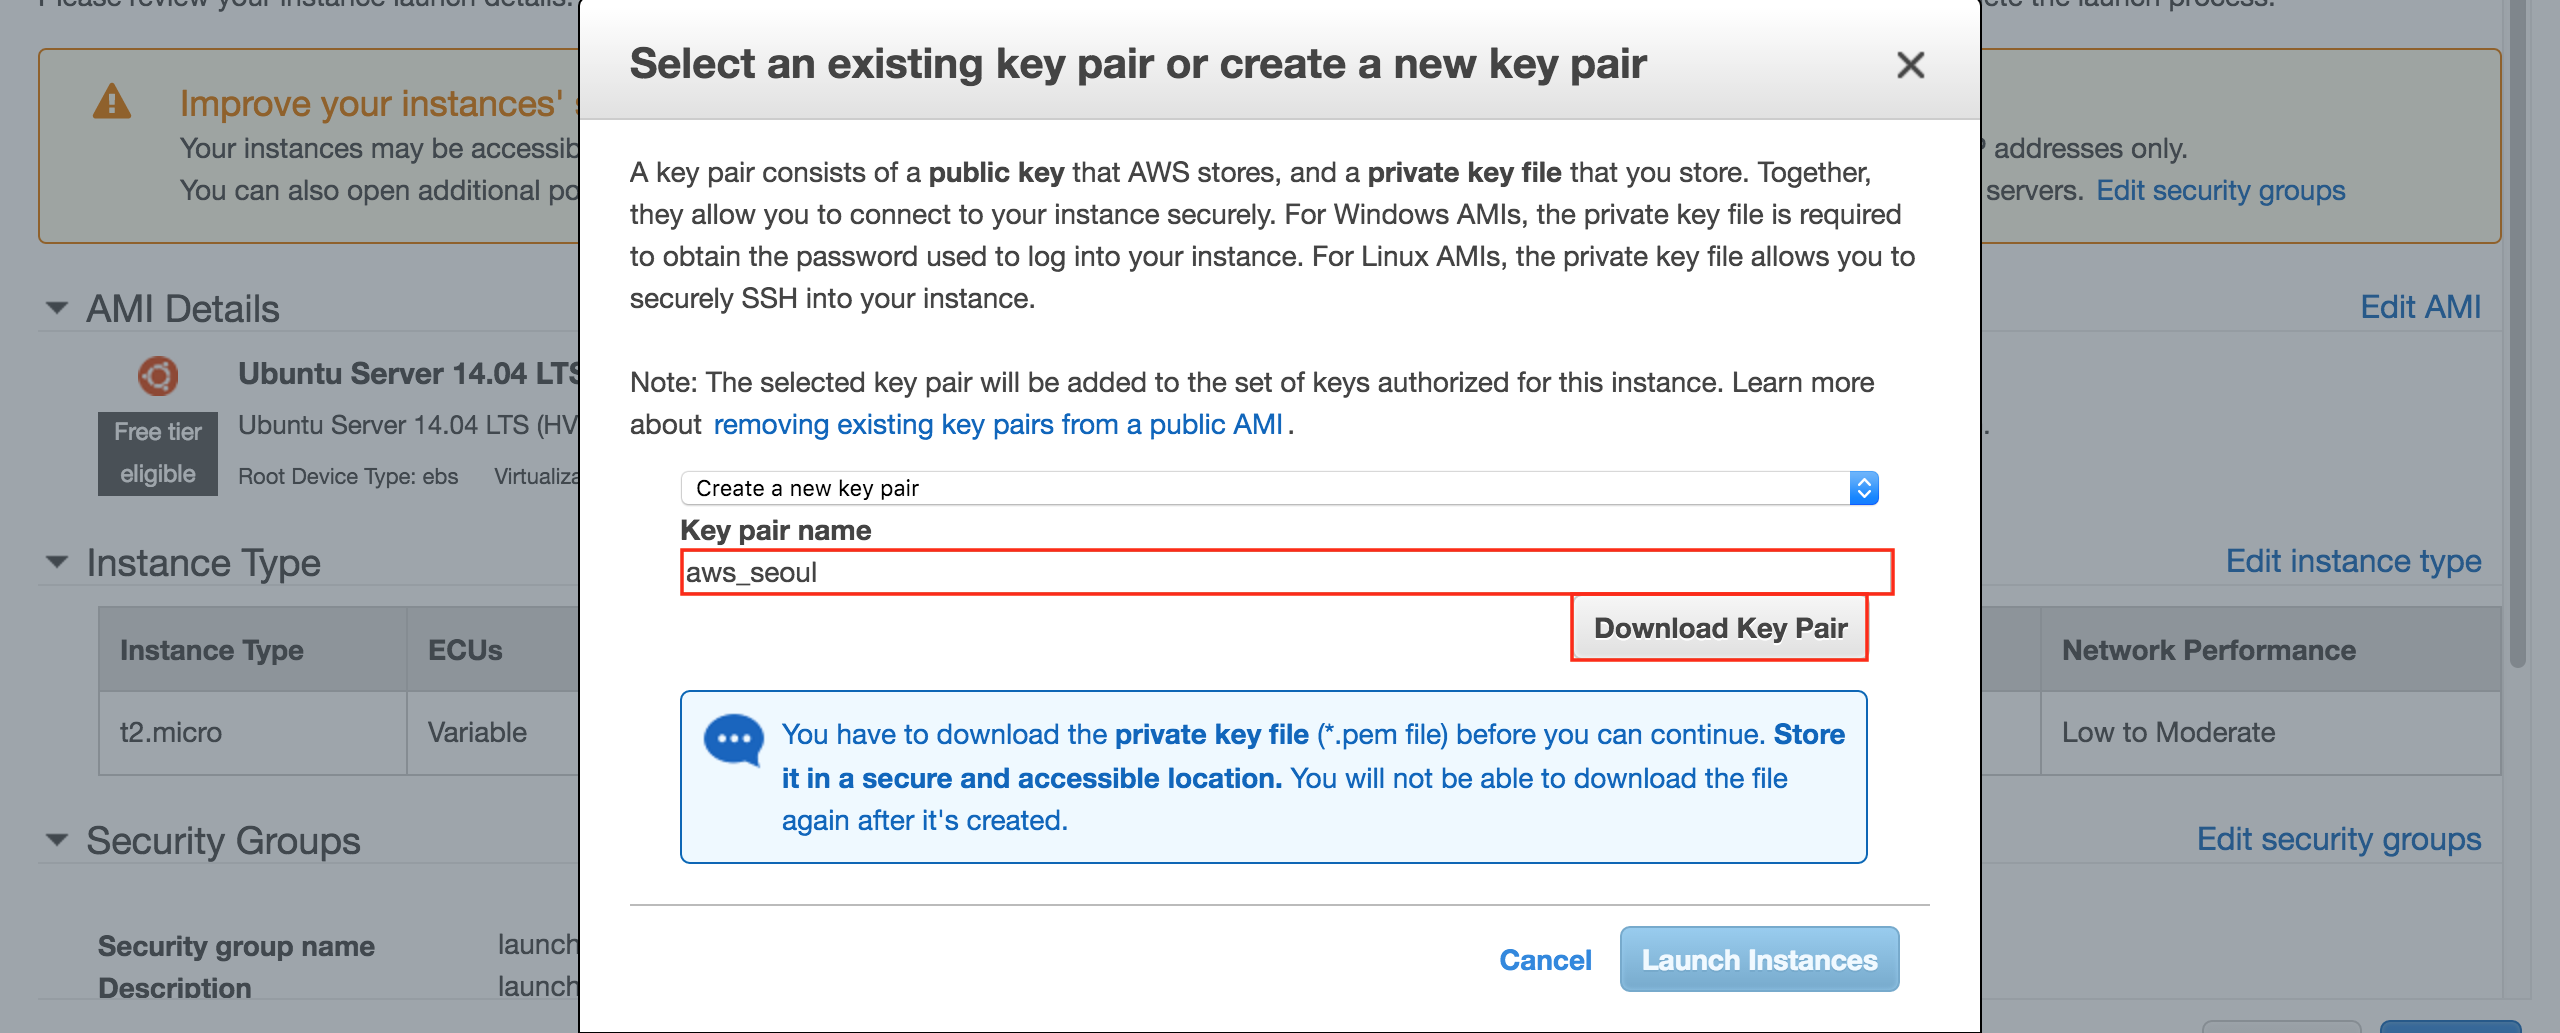 Please review your instance launch details.
ete the launch process.
Select an existing key pair or create a new key pair
Improve your instances'
Your instances may be accessib
addresses only.
You can also open additional po
servers. Edit security groups
A key pair consists of a public key that AWS stores, and a private key file that you store. Together,
they allow you to connect to your instance securely. For Windows AMIs, the private key file is required
to obtain the password used to log into your instance. For Linux AMIs, the private key file allows you to
securely SSH into your instance.
Note: The selected key pair will be added to the set of keys authorized for this instance. Learn more
about removing existing key pairs from a public AMI.
Create a new key pair
Key pair name
aws_seoul
Download Key Pair
You have to download the private key file (*.pem file) before you can continue. Store
it in a secure and accessible location. You will not be able to download the file
again after it's created.
Cancel
Launch Instances
AMI Details
Edit AMI
Ubuntu Server 14.04 LTS
Free tier
eligible
Ubuntu Server 14.04 LTS (HV
Root Device Type: ebs Virtualiza
Instance Type
Edit instance type
Instance Type
ECUs
Network Performance
t2.micro
Variable
Low to Moderate
Security Groups
Edit security groups
Security group name
launch
Description
launch